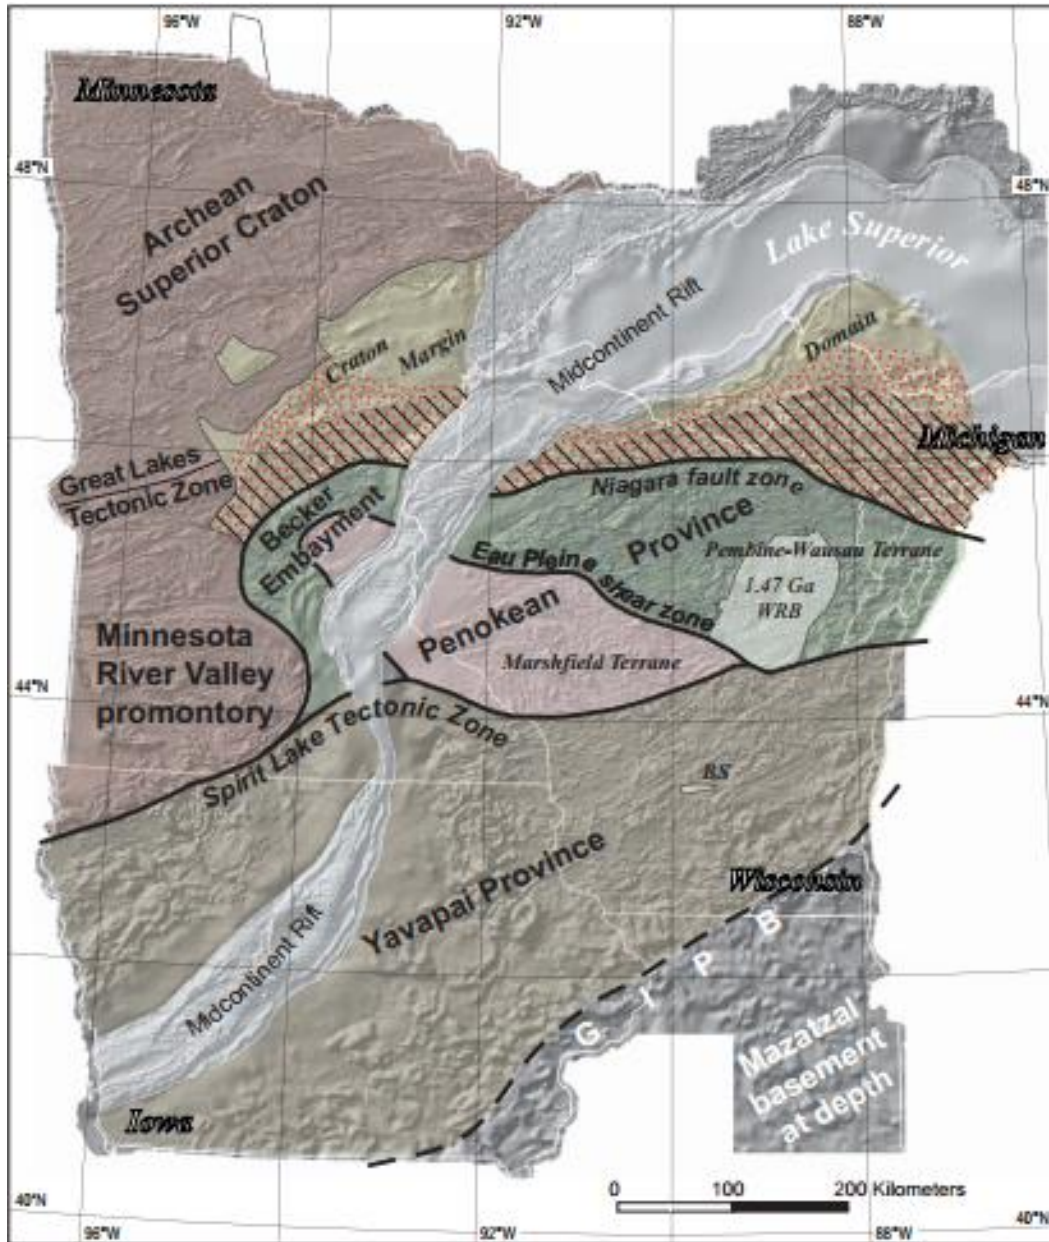 96°W
92°W
88°W
Minnesota
48°N
48°N
Archean
Superior Craton
Lake Superior
Midcontinent Rift
Craton
Margin
Domain
Michigan
Great Lakes
Tectonic Zone
Niagara fault zone
Becker
Embayment
Province
Pembine-Wausau Terrane
Eau Pleine shear zone
1.47 Ga
WRB
Penokean
Minnesota
River Valley
promontory
Marshfield Terrane
44°N
44°N
Spirit Lake Tectonic Zone
BS
Yavapai Province
Wisconsin
Midcontinent Rift
G I P B
Mazatzal
basement
at depth
Iowa
0 100 200 Kilometers
40°N
40°N
96°W
92°W
88°W